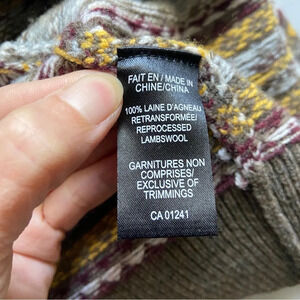 FAIT EN / MADE IN
CHINE/CHINA
100% LAINE D'AGNEAU
RETRANSFORMÉE/
REPROCESSED
LAMBSWOOL
GARNITURES NON
COMPRISES/
EXCLUSIVE OF
TRIMMINGS
CA 01241